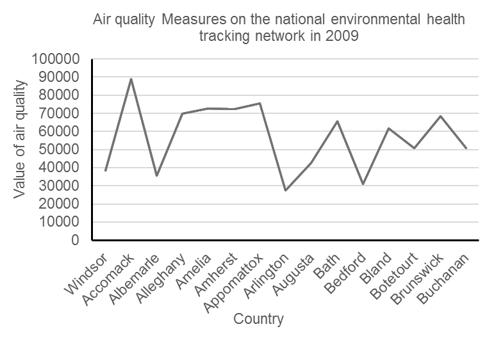 Air quality Measures on the national environmental health
tracking network in 2009
Value of air quality
100000
90000
80000
70000
60000
50000
40000
30000
20000
10000
0
Windsor
Accomack
Albemarle
Alleghany
Amelia
Amherst
Appomattox
Arlington
Augusta
Bath
Bedford
Bland
Botetourt
Brunswick
Buchanan
Country